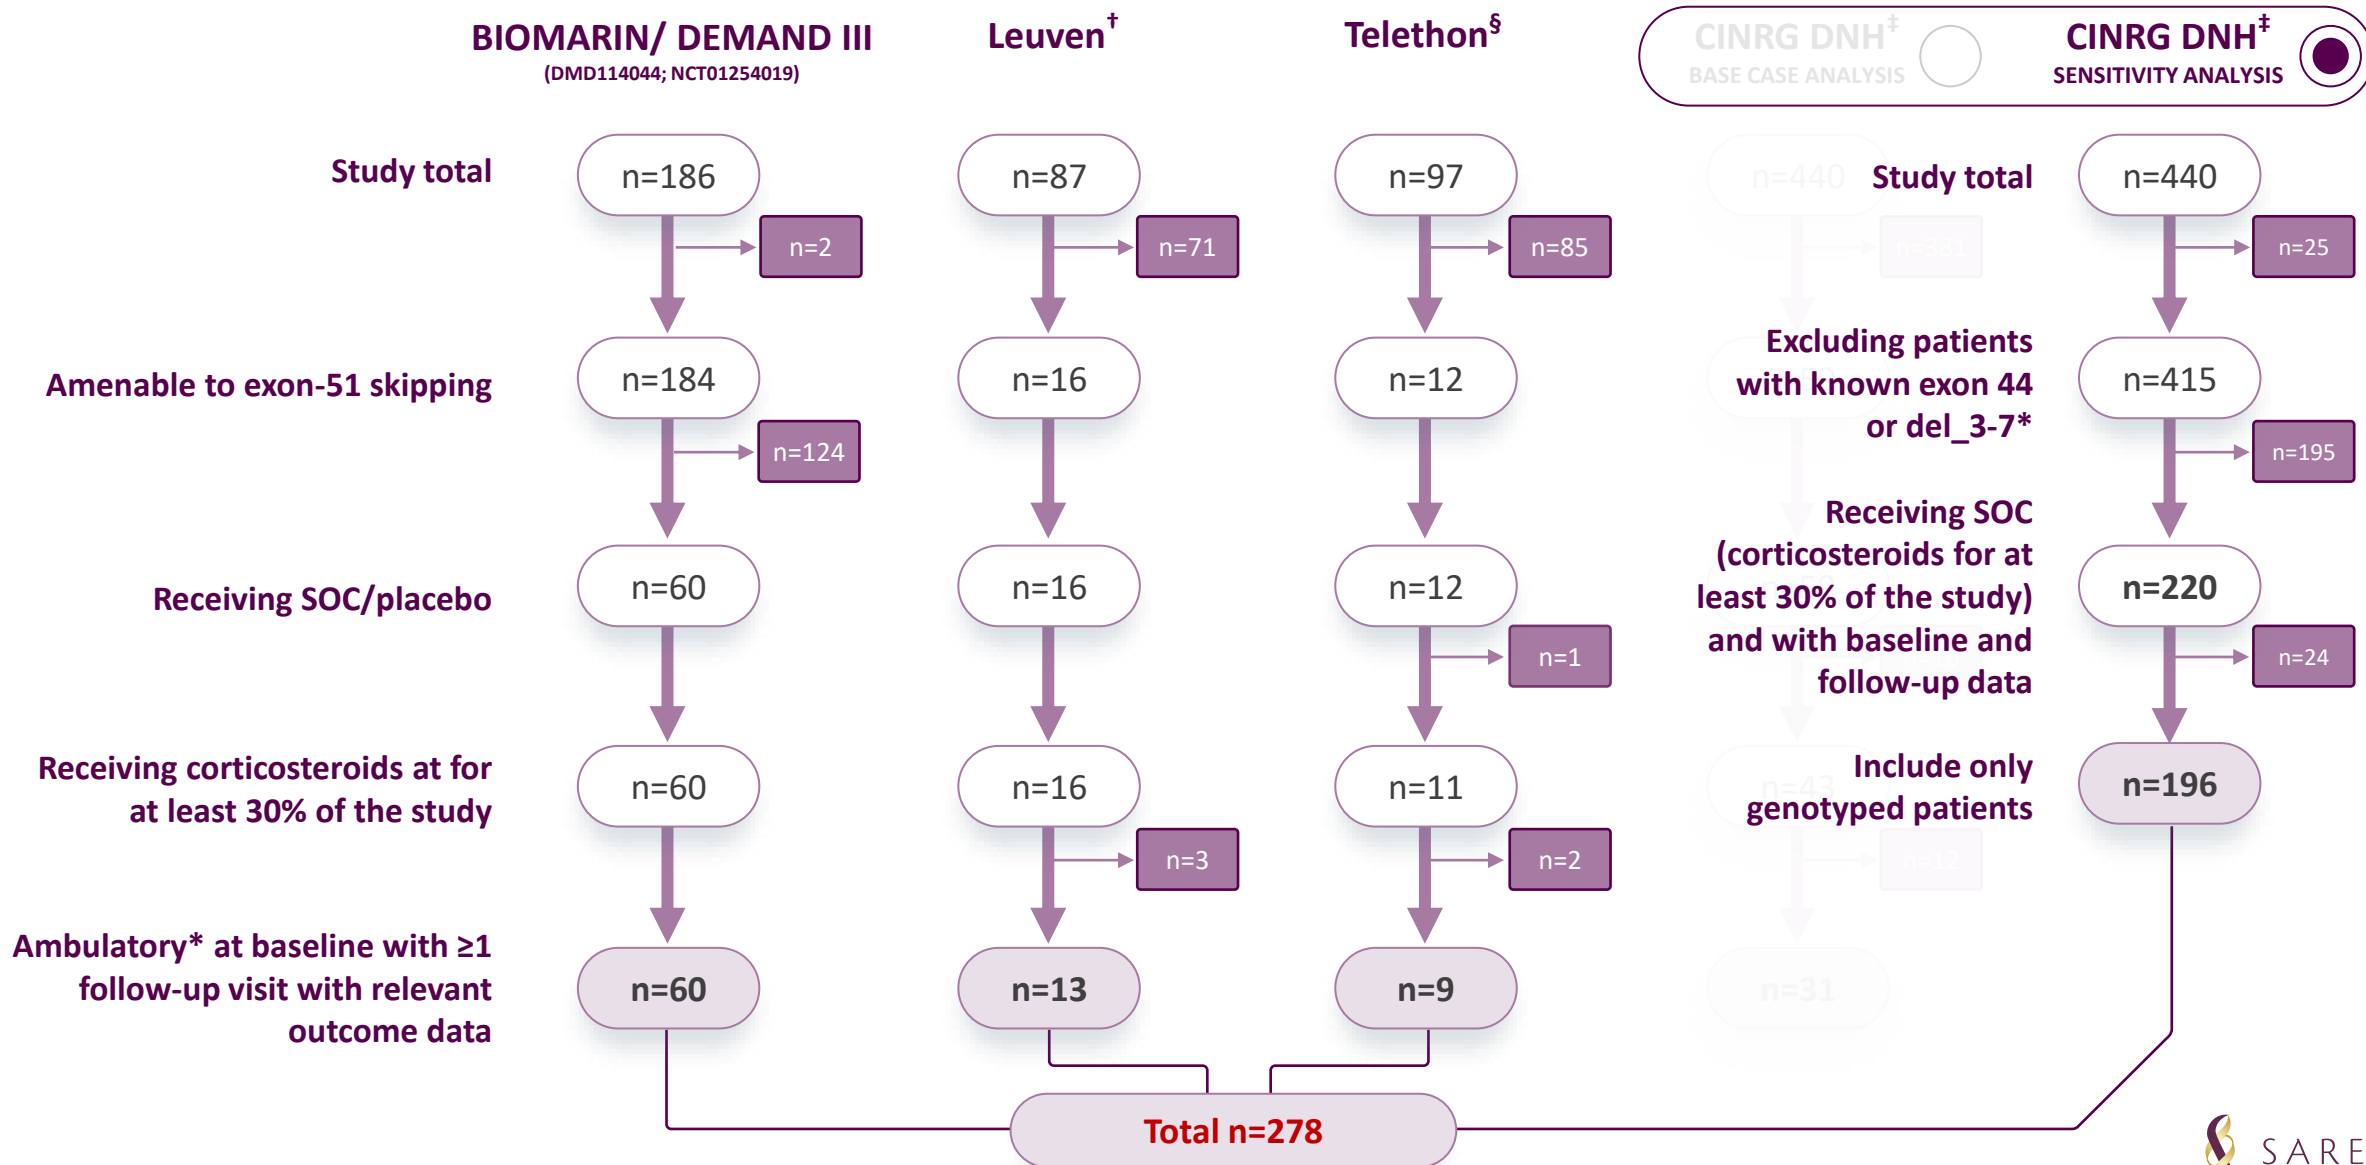 BIOMARIN/ DEMAND III
(DMD114044; NCT01254019)
Leuven†
Telethon§
CINRG DNH‡
BASE CASE ANALYSIS
CINRG DNH‡
SENSITIVITY ANALYSIS
Study total
n=186
n=87
n=97
n=440
Study total
n=440
n=2
n=71
n=85
n=381
n=25
Amenable to exon-51 skipping
n=184
n=16
n=12
Excluding patients
with known exon 44
or del_3-7*
n=415
n=124
n=195
Receiving SOC/placebo
n=60
n=16
n=12
Receiving SOC
(corticosteroids for at
least 30% of the study)
and with baseline and
follow-up data
n=220
n=1
n=24
Receiving corticosteroids at for
at least 30% of the study
n=60
n=16
n=11
n=43
Include only
genotyped patients
n=196
n=3
n=2
n=12
Ambulatory* at baseline with ≥1
follow-up visit with relevant
outcome data
n=60
n=13
n=9
n=31
Total n=278
SARE